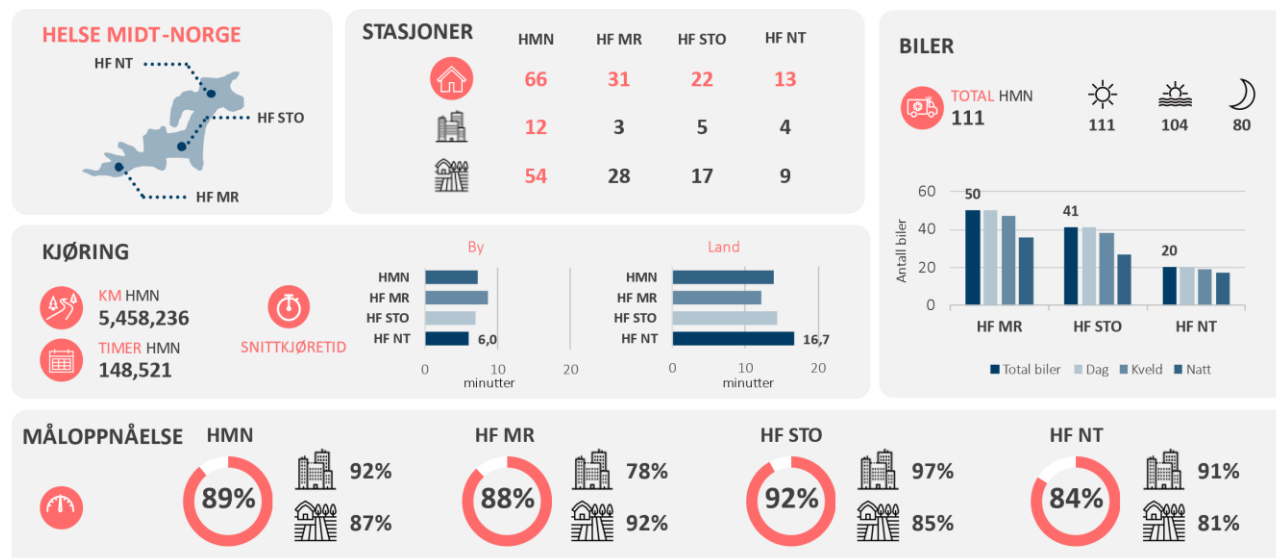 HELSE MIDT-NORGE
HF NT
HF STO
HF MR
STASJONER
HMN HF MR HF STO HF NT
66 31 22 13
12 3 5 4
54 28 17 9
BILER
TOTAL HMN
111
111 104 80
Antall biler
60
40
20
0
50
41
20
HF MR HF STO HF NT
Total biler Dag Kveld Natt
KJØRING
KM HMN
5,458,236
TIMER HMN
148,521
SNITTKJØRETID
By
HMN
HF MR
HF STO
HF NT 6,0
0 10 20
minutter
Land
HMN
HF MR
HF STO
HF NT 16,7
0 10 20
minutter
MÅLOPPNÅELSE
HMN
89%
92%
87%
HF MR
88%
78%
92%
HF STO
92%
97%
85%
HF NT
84%
91%
81%